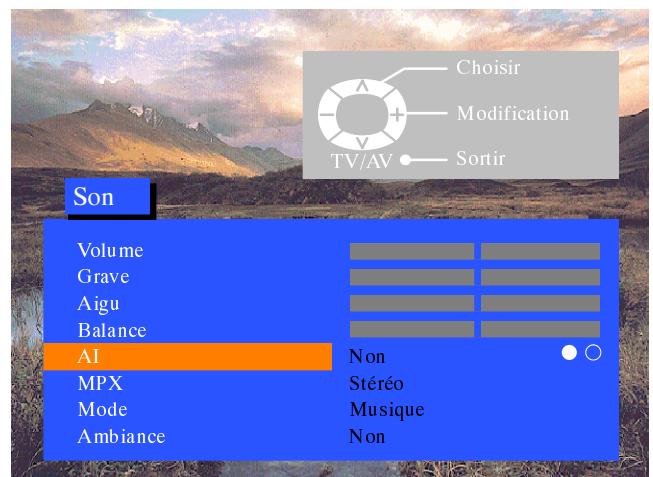 Choisir
Modification
TV/AV Sortir
Son
Volume
Grave
Aigu
Balance
AI Non
MPX Stéréo
Mode Musique
Ambiance Non